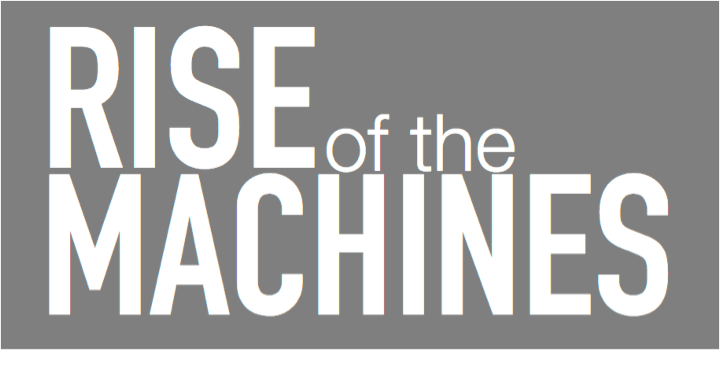 RISE of the
MACHINES